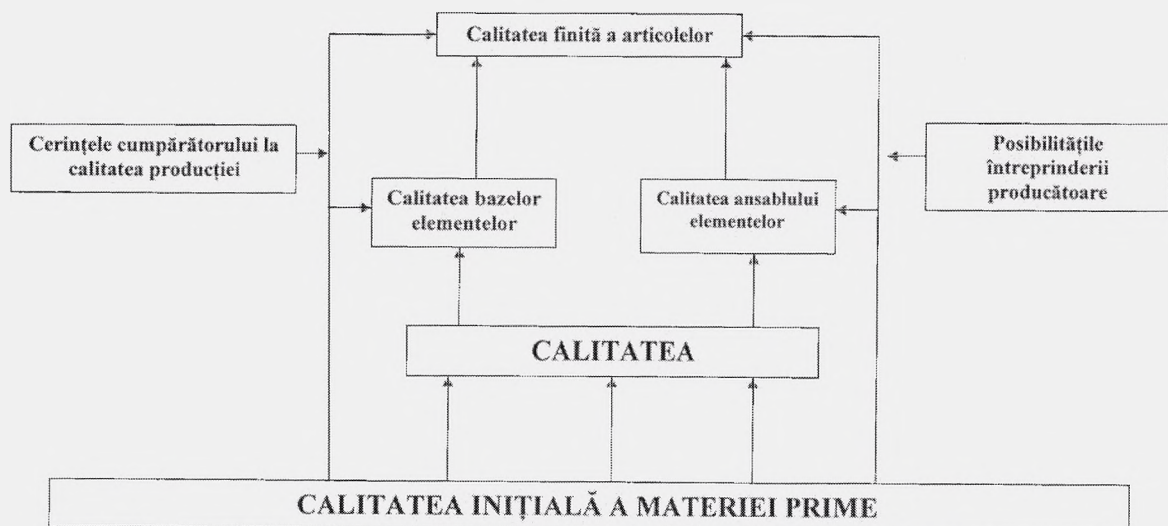 Calitatea finită a articolelor
Cerințele cumpărătorului la
calitatea producției
Posibilitățile
întreprinderii
producătoare
Calitatea bazelor
elementelor
Calitatea ansablului
elementelor
CALITATEA
CALITATEA INIȚIALĂ A MATERIEI PRIME